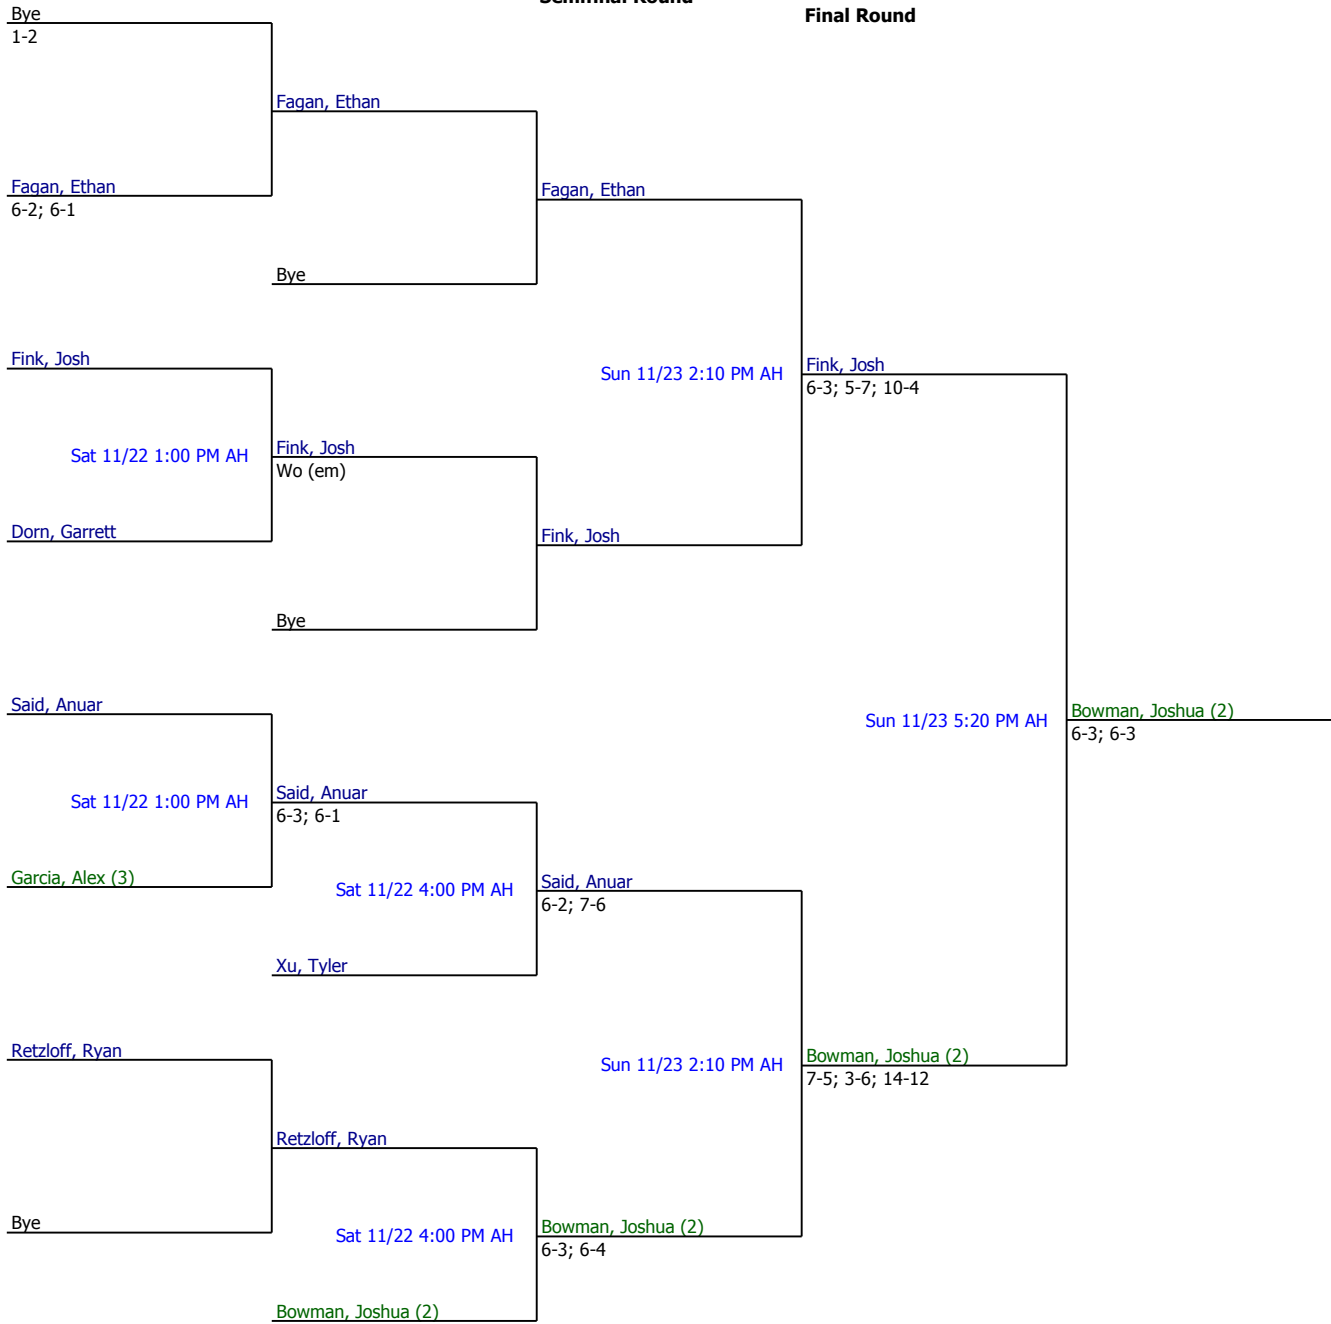 Semifinal Round
Final Round
Bye
1-2
Fagan, Ethan
Fagan, Ethan
6-2; 6-1
Fagan, Ethan
Bye
Fink, Josh
Sun 11/23 2:10 PM AH
Fink, Josh
6-3; 5-7; 10-4
Sat 11/22 1:00 PM AH
Fink, Josh
Wo (em)
Dorn, Garrett
Fink, Josh
Bye
Said, Anuar
Sun 11/23 5:20 PM AH
Bowman, Joshua (2)
6-3; 6-3
Sat 11/22 1:00 PM AH
Said, Anuar
6-3; 6-1
Garcia, Alex (3)
Sat 11/22 4:00 PM AH
Said, Anuar
6-2; 7-6
Xu, Tyler
Retzloff, Ryan
Sun 11/23 2:10 PM AH
Bowman, Joshua (2)
7-5; 3-6; 14-12
Retzloff, Ryan
Bye
Sat 11/22 4:00 PM AH
Bowman, Joshua (2)
6-3; 6-4
Bowman, Joshua (2)